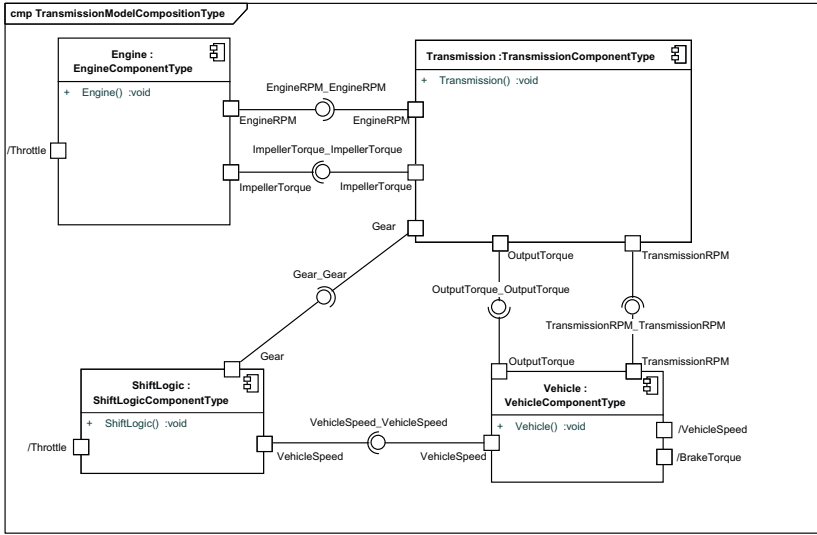 cmp TransmissionModelCompositionType
Engine :
EngineComponentType
+ Engine() :void
/Throttle
EngineRPM
ImpellerTorque
EngineRPM_EngineRPM
ImpellerTorque_ImpellerTorque
Transmission :TransmissionComponentType
+ Transmission() :void
EngineRPM
ImpellerTorque
Gear
OutputTorque
TransmissionRPM
Gear_Gear
OutputTorque_OutputTorque
TransmissionRPM_TransmissionRPM
Gear
ShiftLogic :
ShiftLogicComponentType
+ ShiftLogic() :void
/Throttle
VehicleSpeed
VehicleSpeed_VehicleSpeed
OutputTorque
TransmissionRPM
Vehicle :
VehicleComponentType
+ Vehicle() :void
VehicleSpeed
/VehicleSpeed
/BrakeTorque